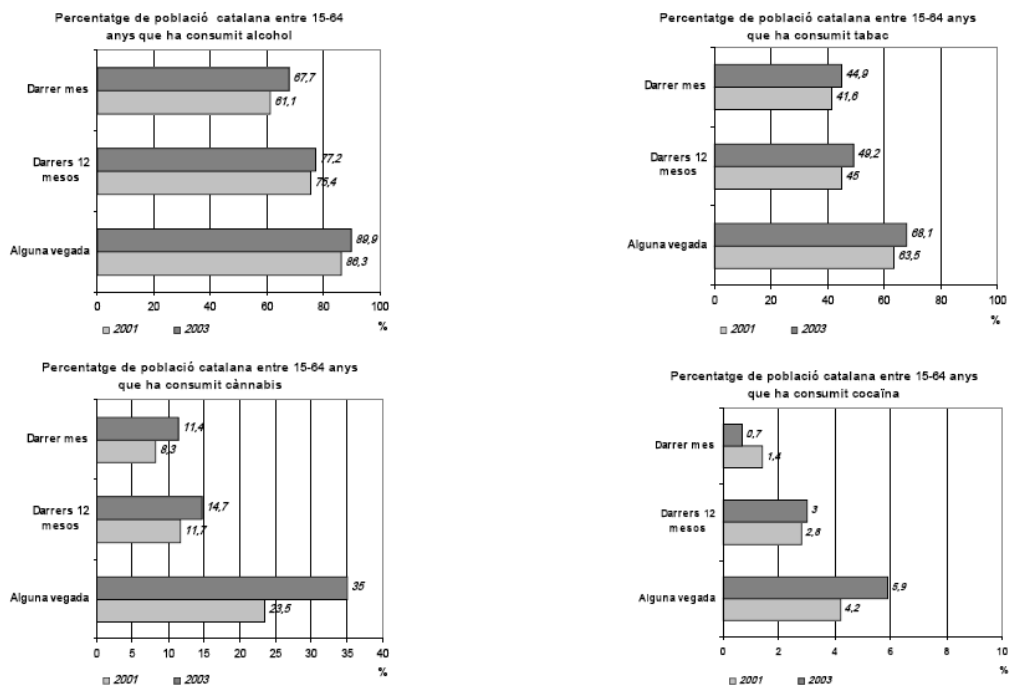 Percentatge de població catalana entre 15-64
anys que ha consumit alcohol
Darrer mes
67,7
61,1
Darrers 12
mesos
77,2
75,4
Alguna vegada
89,9
86,3
0 20 40 60 80 100
%
2001 2003
Percentatge de població catalana entre 15-64 anys
que ha consumit tabac
Darrer mes
44,9
41,6
Darrers 12
mesos
49,2
45
Alguna vegada
68,1
63,5
0 20 40 60 80 100
%
2001 2003
Percentatge de població catalana entre 15-64 anys
que ha consumit cànnabis
Darrer mes
11,4
8,3
Darrers 12
mesos
14,7
11,7
Alguna vegada
35
23,5
0 5 10 15 20 25 30 35 40
%
2001 2003
Percentatge de població catalana entre 15-64 anys
que ha consumit cocaïna
Darrer mes
0,7
1,4
Darrers 12
mesos
3
2,8
Alguna vegada
5,9
4,2
0 2 4 6 8 10
%
2001 2003